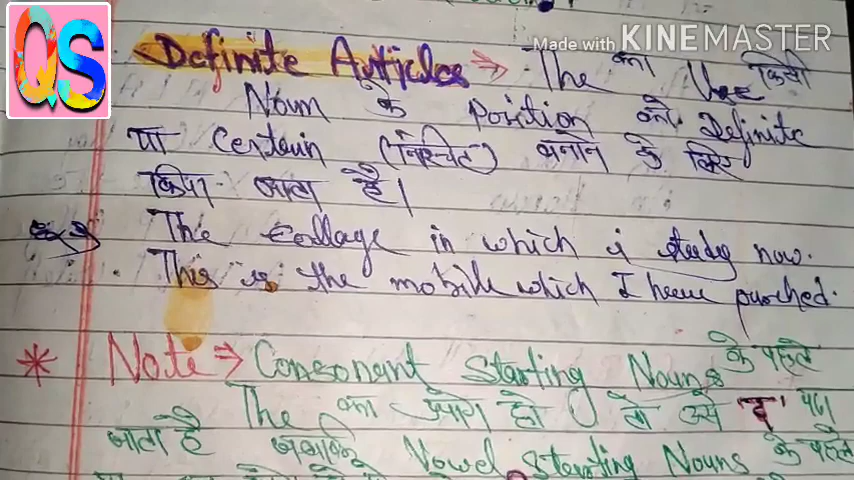 QS
Made with KINEMASTER
Definite Articles ⇒ The का Use किसी
Noun के Position को Definite
या Certain (निश्चित) बनाने के लिए
किया जाता है।
Ex⇒ The Collage in which i study now.
This is the mobile which I have purched.
* Note ⇒ Consonant Starting Nouns के पहले
The का प्रयोग हो तो उसे 'द' पढा
जाता है जबकि Vowel Starting Nouns के पहले